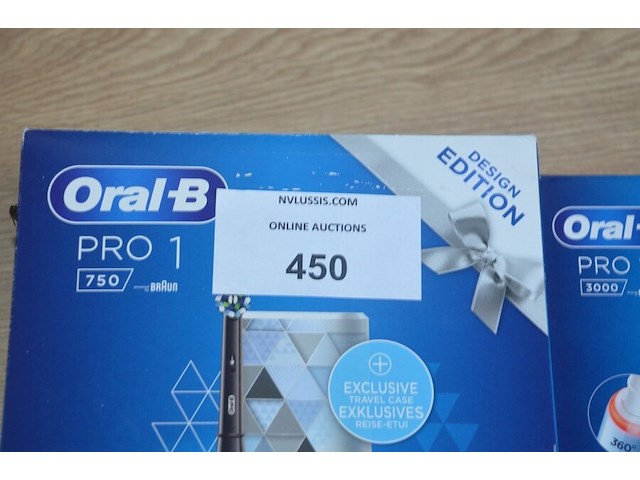 Oral-B
PRO 1
750
BRAUN
NVLUSSIS.COM
ONLINE AUCTIONS
450
DESIGN
EDITION
EXCLUSIVE
TRAVEL CASE
EXKLUSIVES
REISE-ETUI
Oral-B
Oral-
PRO
3000
360°